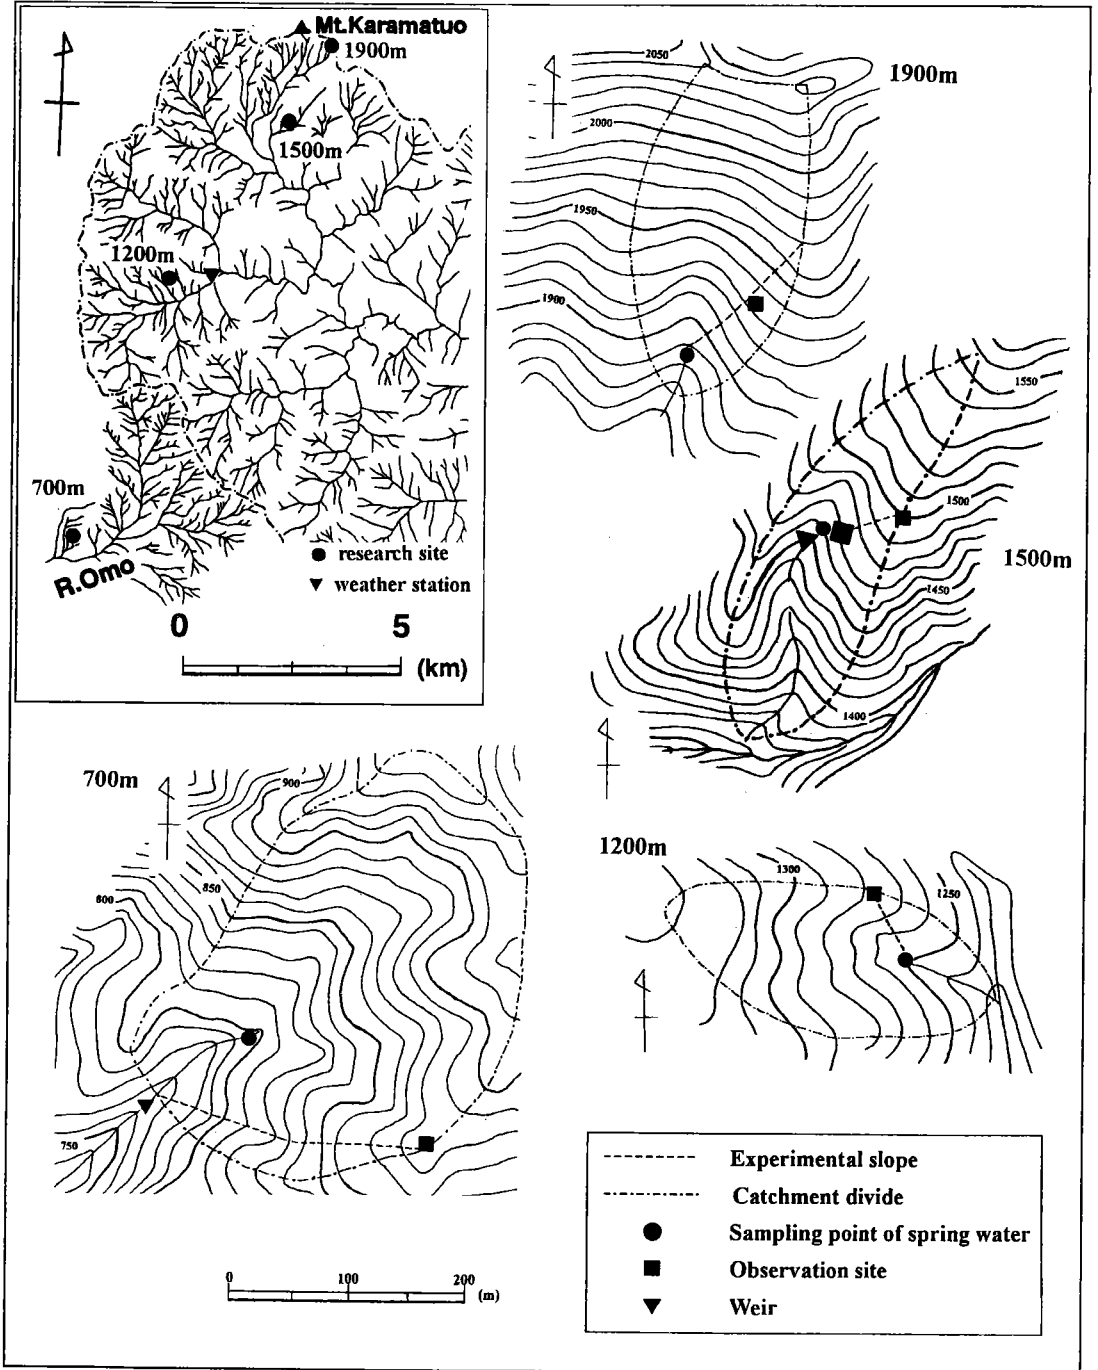 Mt.Karamatuo
1900m
1500m
1200m
700m
R.Omo
research site
weather station
0 5
(km)
1900m
2050
2000
1950
1900
1500m
1550
1500
1450
1400
700m
900
850
800
750
0 100 200
(m)
1200m
1300
1250
Experimental slope
Catchment divide
Sampling point of spring water
Observation site
Weir